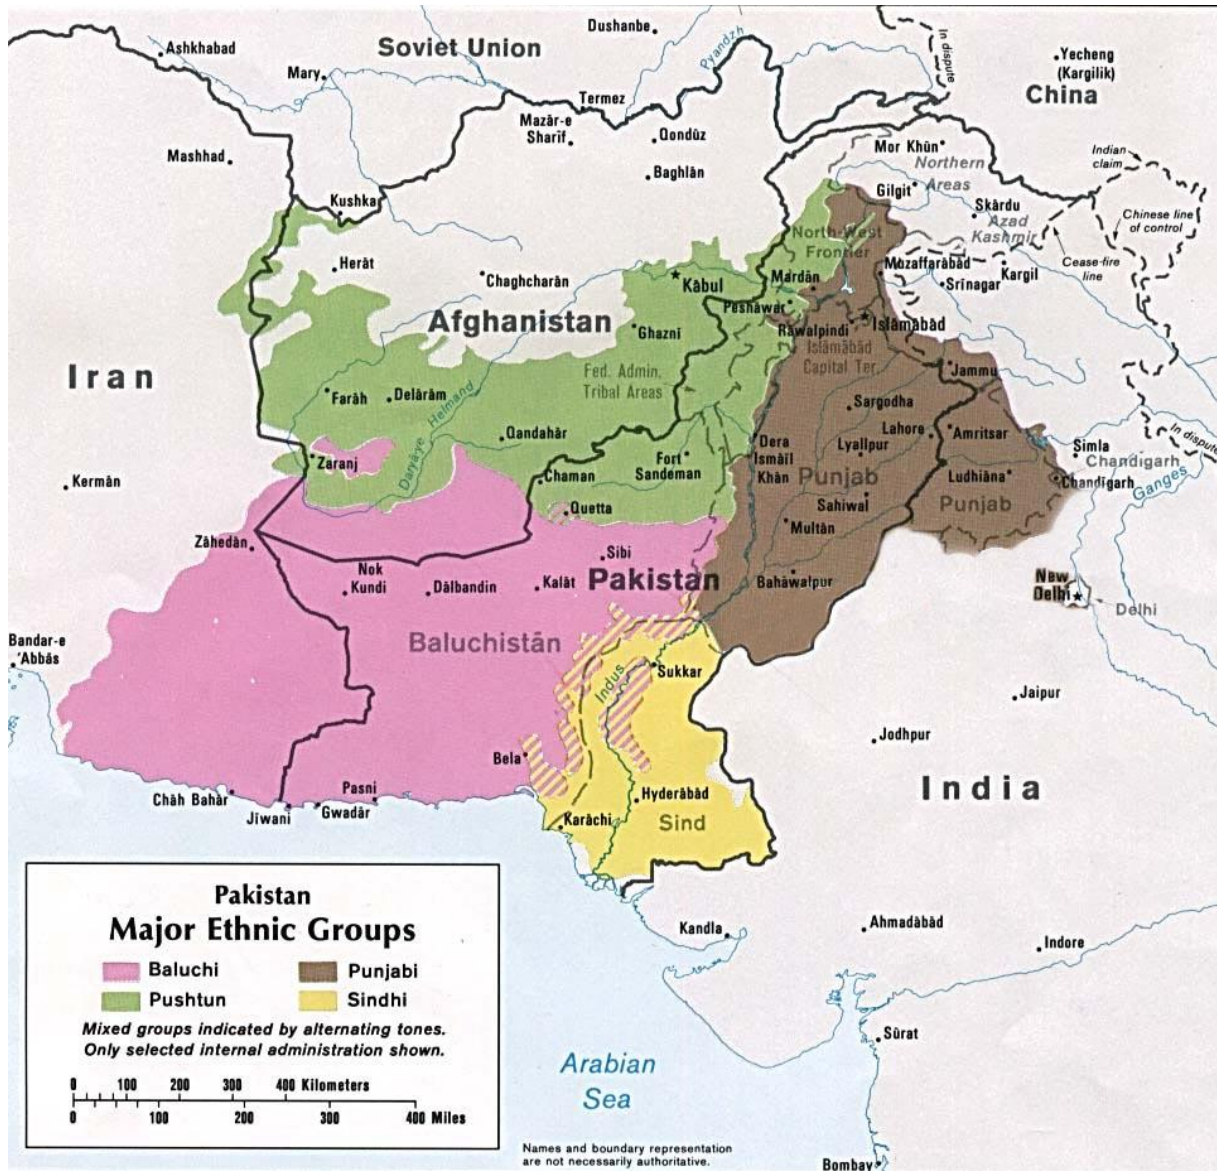 Dushanbe
Ashkhabad
Soviet Union
Pyandzh
In dispute
Yecheng
(Kargilik)
Mary
China
Termez
Mazār-e
Sharīf
Qondūz
Mor Khūn
Northern
Areas
Indian
claim
Mashhad
Baghlān
Gilgit
Kushka
Skārdu
Azad
Kashmir
Chinese line
of control
North-West
Frontier
Herāt
Chaghcharān
Kābul
Mardān
Muzaffarābād
Kargil
Cease-fire
line
Srīnagar
Peshāwar
Afghanistan
Ghaznī
Rāwalpindi
Islāmābād
Islāmābād
Capital Ter.
Iran
Fed. Admin.
Tribal Areas
Jammu
Farāh
Delārām
Daryā-ye Helmand
Sargodha
Qandahār
Lahore
Amritsar
Lyallpur
Simla
In dispute
Dera
Ismāīl
Khān
Zaranj
Fort
Sandeman
Chandigarh
Ganges
Kermān
Chaman
Punjab
Ludhiāna
Chandīgarh
Sahiwal
Punjab
Quetta
Multān
Zāhedān
Sibi
Nok
Kundi
Dālbandin
Kalāt
Pakistan
Bahāwalpur
New
Delhi
Delhi
Baluchistān
Bandar-e
'Abbās
Indus
Sukkar
Jaipur
Jodhpur
Bela
India
Chāh Bahār
Pasni
Jīwani
Gwadār
Hyderābād
Karāchi
Sind
Pakistan
Major Ethnic Groups
Baluchi
Punjabi
Pushtun
Sindhi
Mixed groups indicated by alternating tones.
Only selected internal administration shown.
0 100 200 300 400 Kilometers
0 100 200 300 400 Miles
Kandla
Ahmadābād
Indore
Sūrat
Arabian
Sea
Names and boundary representation
are not necessarily authoritative.
Bombay